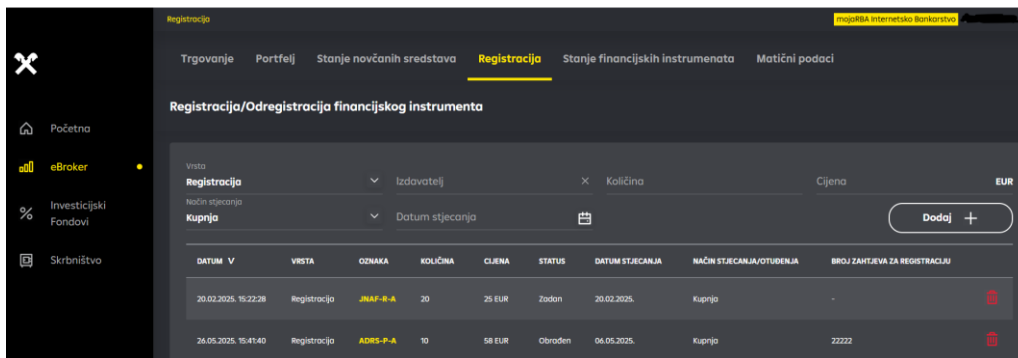 Registracija
mojaRBA Internetsko Bankarstvo
Trgovanje Portfelj Stanje novčanih sredstava Registracija Stanje financijskih instrumenata Matični podaci
Registracija/Odregistracija financijskog instrumenta
Početna
eBroker
Investicijski
Fondovi
Skrbništvo
Vrsta
Registracija Izdavatelj Količina Cijena EUR
Način stjecanja
Kupnja Datum stjecanja Dodaj +
DATUM VRSTA OZNAKA KOLIČINA CIJENA STATUS DATUM STJECANJA NAČIN STJECANJA/OTUĐENJA BROJ ZAHTJEVA ZA REGISTRACIJU
20.02.2025. 15:22:28 Registracija JNAF-R-A 20 25 EUR Zadan 20.02.2025. Kupnja -
26.05.2025. 15:41:40 Registracija ADRS-P-A 10 58 EUR Obrađen 06.05.2025. Kupnja 22222